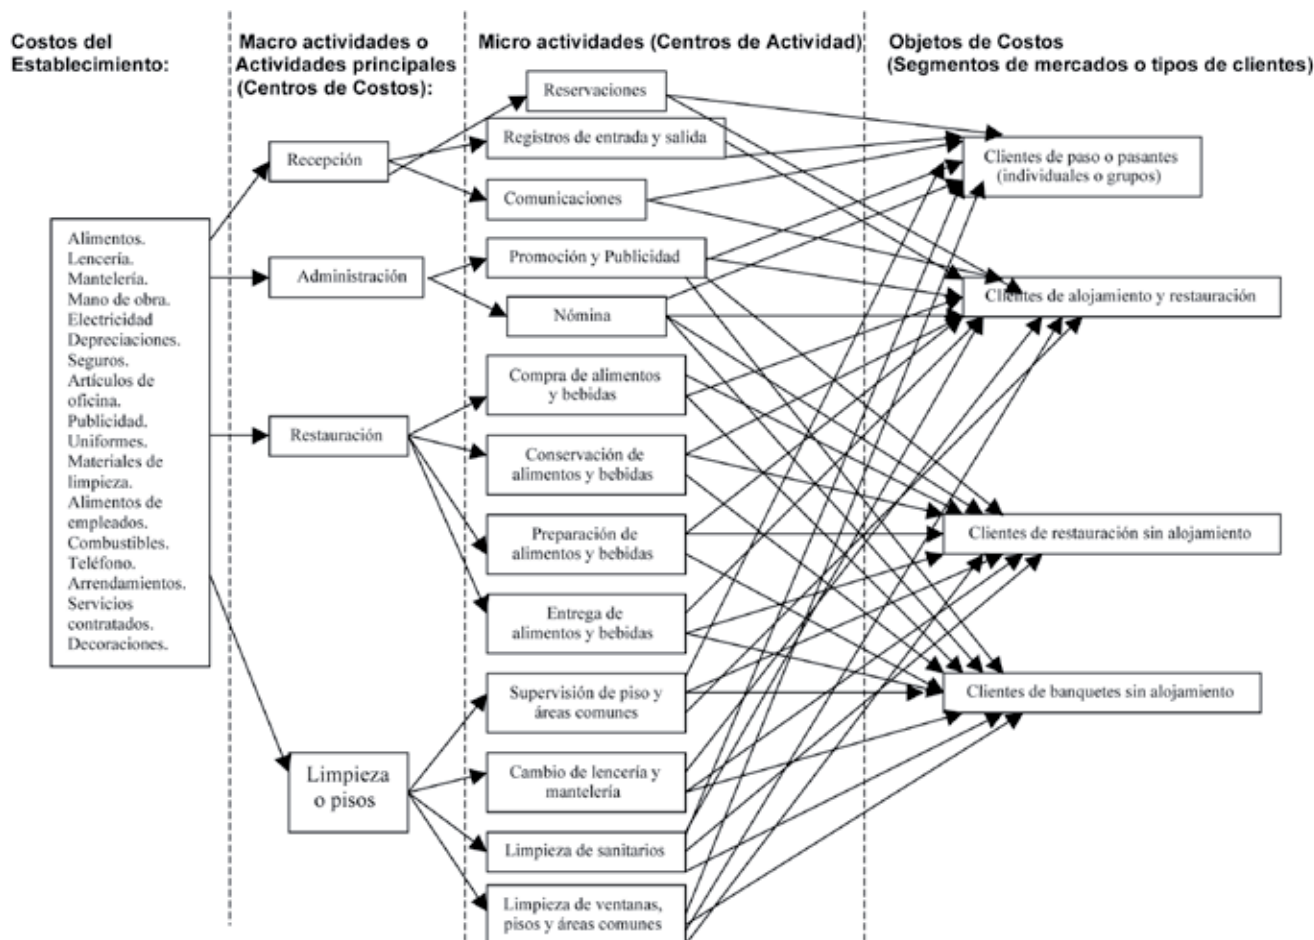 Costos del
Establecimiento:
Macro actividades o
Actividades principales
(Centros de Costos):
Micro actividades (Centros de Actividad)
Objetos de Costos
(Segmentos de mercados o tipos de clientes)
Alimentos.
Lencería.
Mantelería.
Mano de obra.
Electricidad
Depreciaciones.
Seguros.
Artículos de
oficina.
Publicidad.
Uniformes.
Materiales de
limpieza.
Alimentos de
empleados.
Combustibles.
Teléfono.
Arrendamientos.
Servicios
contratados.
Decoraciones.
Recepción
Administración
Restauración
Limpieza
o pisos
Reservaciones
Registros de entrada y salida
Comunicaciones
Promoción y Publicidad
Nómina
Compra de alimentos
y bebidas
Conservación de
alimentos y bebidas
Preparación de
alimentos y bebidas
Entrega de
alimentos y bebidas
Supervisión de piso y
áreas comunes
Cambio de lencería y
mantelería
Limpieza de sanitarios
Limpieza de ventanas,
pisos y áreas comunes
Clientes de paso o pasantes
(individuales o grupos)
Clientes de alojamiento y restauración
Clientes de restauración sin alojamiento
Clientes de banquetes sin alojamiento